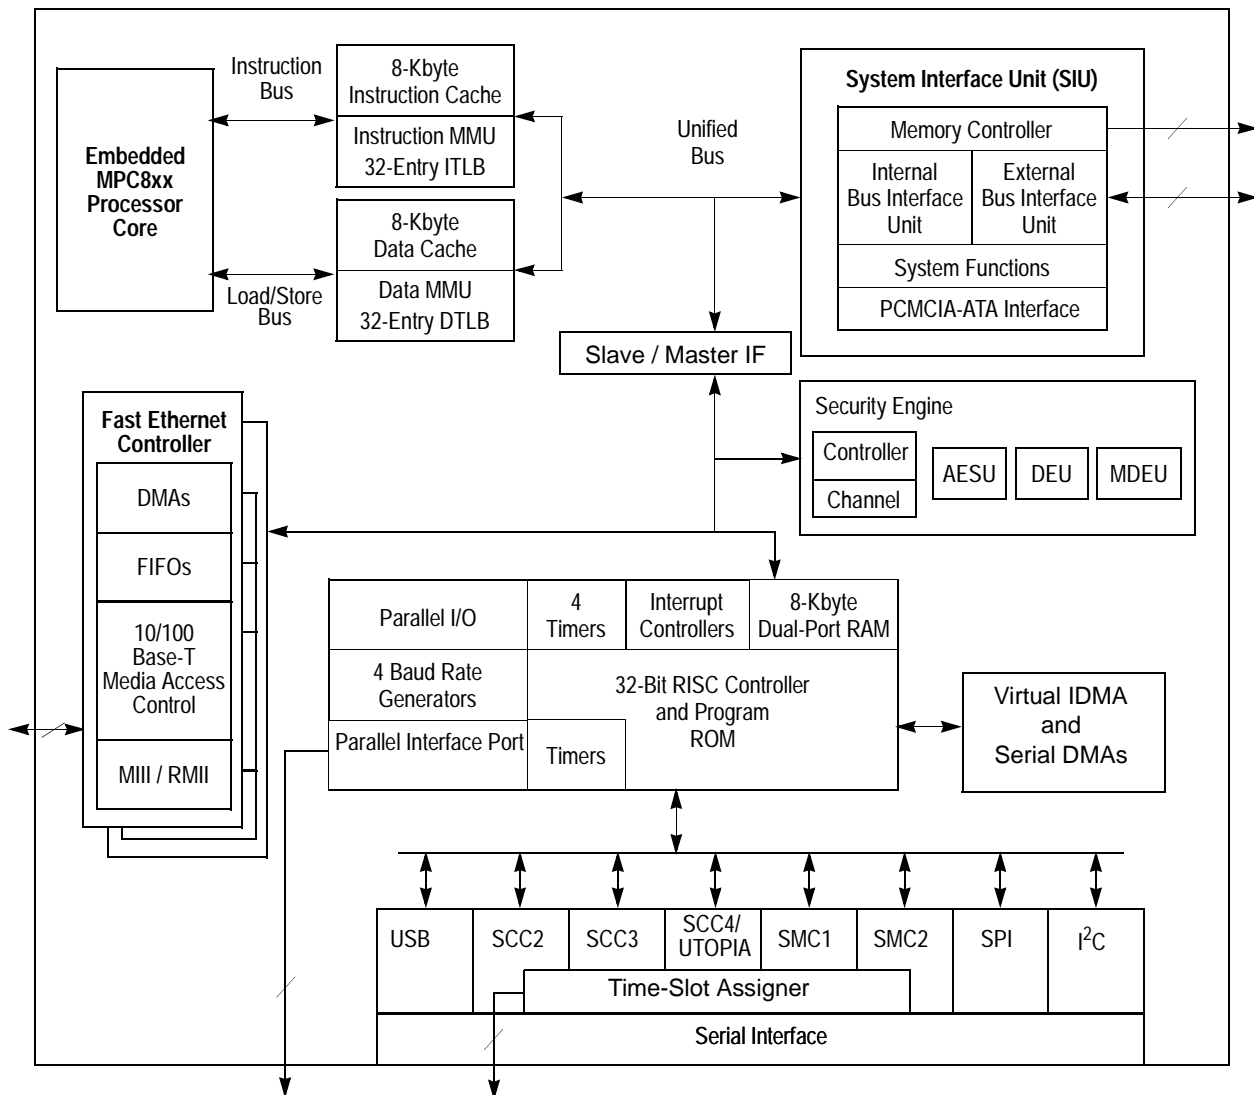 Embedded
MPC8xx
Processor
Core
Instruction
Bus
Load/Store
Bus
8-Kbyte
Instruction Cache
Instruction MMU
32-Entry ITLB
8-Kbyte
Data Cache
Data MMU
32-Entry DTLB
Unified
Bus
System Interface Unit (SIU)
Memory Controller
Internal
Bus Interface
Unit
External
Bus Interface
Unit
System Functions
PCMCIA-ATA Interface
Slave / Master IF
Security Engine
Controller
Channel
AESU
DEU
MDEU
Fast Ethernet
Controller
DMAs
FIFOs
10/100
Base-T
Media Access
Control
MIII / RMII
Parallel I/O
4
Timers
Interrupt
Controllers
8-Kbyte
Dual-Port RAM
4 Baud Rate
Generators
32-Bit RISC Controller
and Program
ROM
Parallel Interface Port
Timers
Virtual IDMA
and
Serial DMAs
USB
SCC2
SCC3
SCC4/
UTOPIA
SMC1
SMC2
SPI
I²C
Time-Slot Assigner
Serial Interface